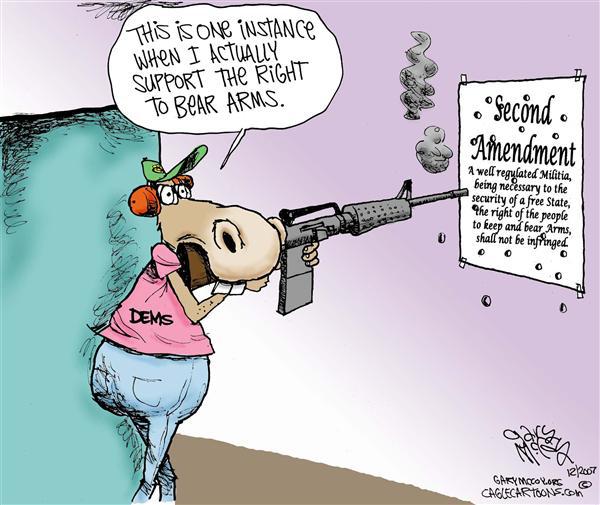 THIS IS ONE INSTANCE
WHEN I ACTUALLY
SUPPORT THE RIGHT
TO BEAR ARMS.
Second
Amendment
A well regulated Militia,
being necessary to the
security of a free State,
the right of the people
to keep and bear Arms,
shall not be infringed.
DEMS
Gary
McCoy
12/2007
GARYMCCOY.ORG ©
CAGLECARTOONS.COM